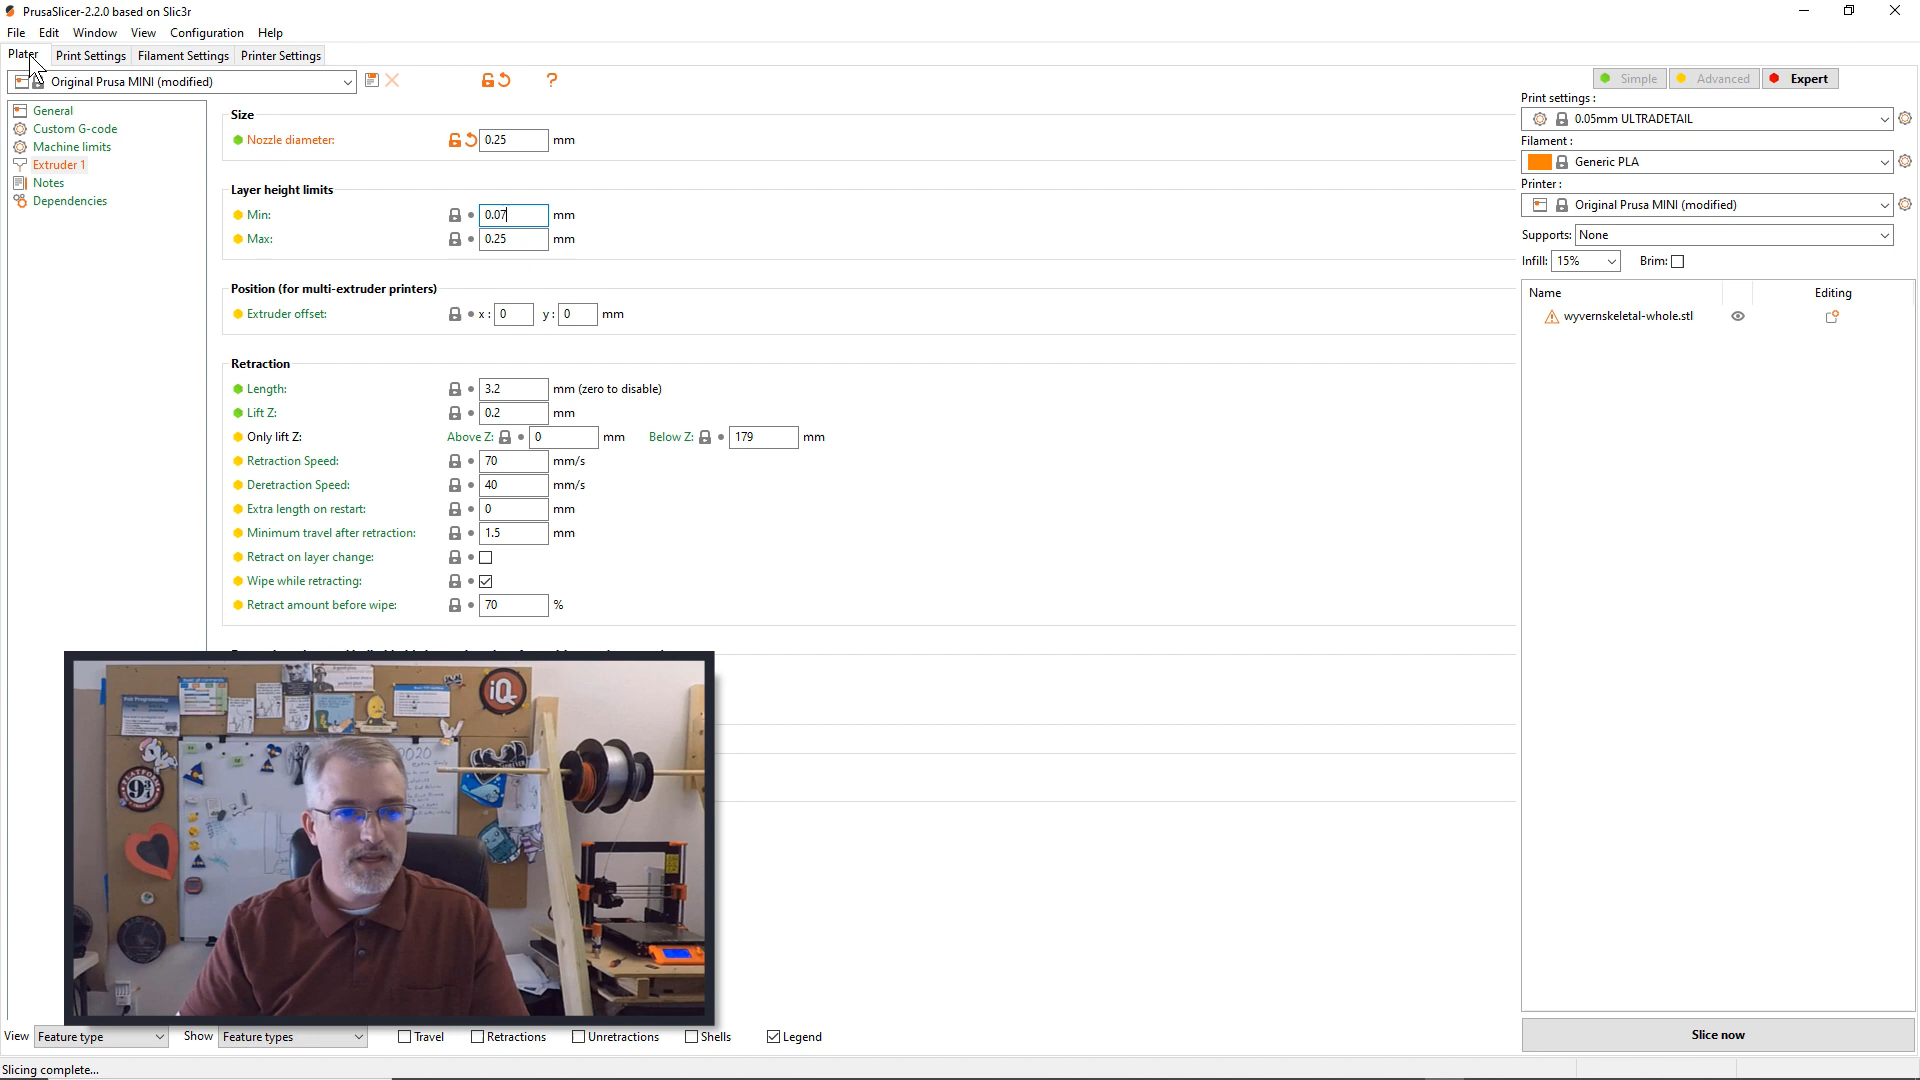 PrusaSlicer-2.2.0 based on Slic3r
File Edit Window View Configuration Help
Plater Print Settings Filament Settings Printer Settings
Original Prusa MINI (modified) ?
Simple Advanced Expert
General
Custom G-code
Machine limits
Extruder 1
Notes
Dependencies
Size
Nozzle diameter: 0.25 mm
Layer height limits
Min: 0.07 mm
Max: 0.25 mm
Position (for multi-extruder printers)
Extruder offset: x: 0 y: 0 mm
Retraction
Length: 3.2 mm (zero to disable)
Lift Z: 0.2 mm
Only lift Z: Above Z: 0 mm Below Z: 179 mm
Retraction Speed: 70 mm/s
Deretraction Speed: 40 mm/s
Extra length on restart: 0 mm
Minimum travel after retraction: 1.5 mm
Retract on layer change:
Wipe while retracting:
Retract amount before wipe: 70 %
Print settings :
0.05mm ULTRADETAIL
Filament :
Generic PLA
Printer :
Original Prusa MINI (modified)
Supports: None
Infill: 15% Brim:
Name Editing
wyvernskeletal-whole.stl
iQ
2020
PLATFORM
9 3/4
View Feature type Show Feature types Travel Retractions Unretractions Shells Legend
Slice now
Slicing complete...